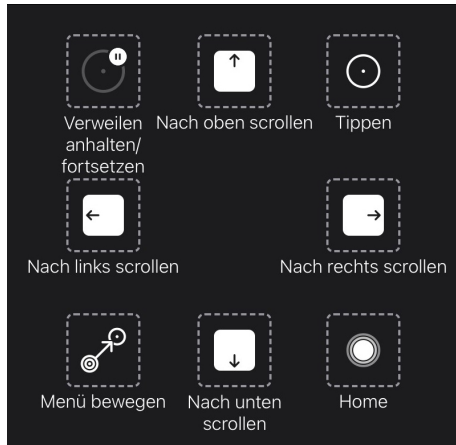 Verweilen
anhalten/
fortsetzen
Nach oben scrollen
Tippen
Nach links scrollen
Nach rechts scrollen
Menü bewegen
Nach unten
scrollen
Home